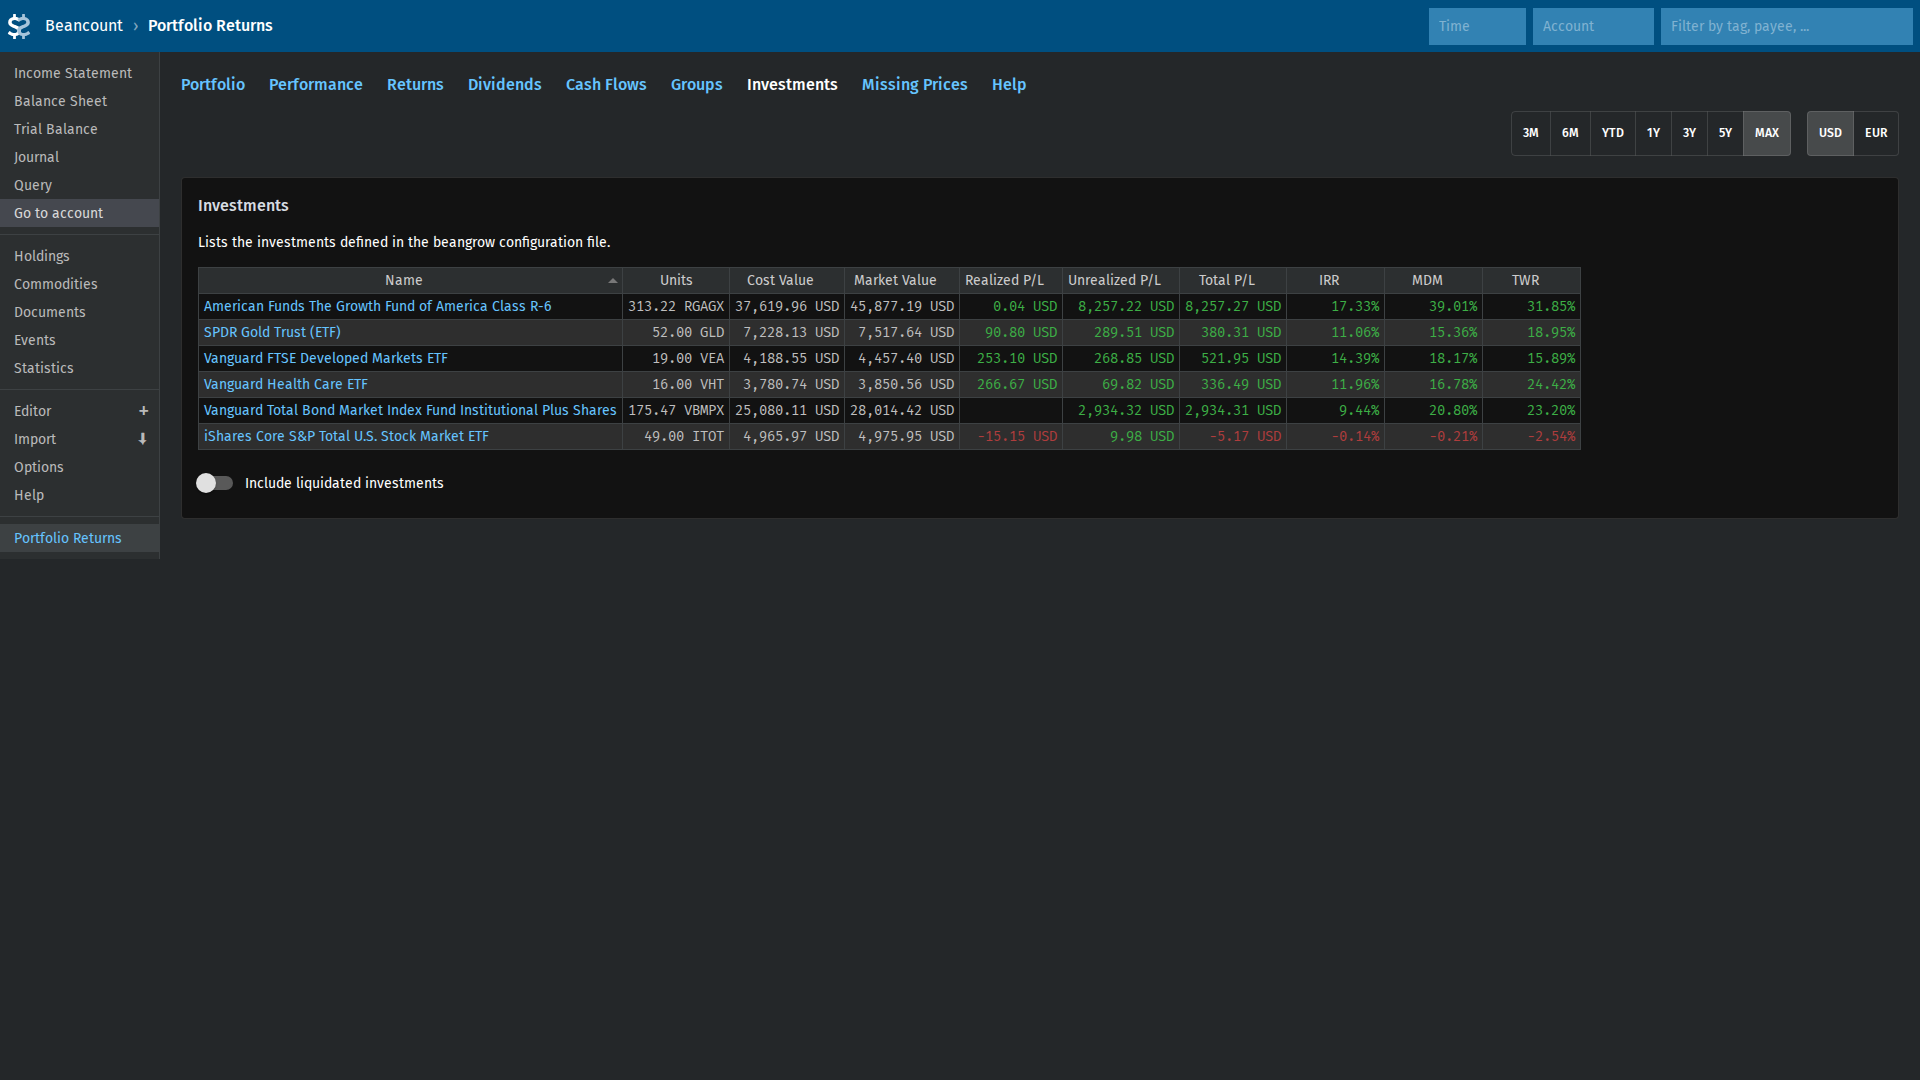 Beancount › Portfolio Returns
Time
Account
Filter by tag, payee, ...
Income Statement
Balance Sheet
Trial Balance
Journal
Query
Go to account
Holdings
Commodities
Documents
Events
Statistics
Editor +
Import ⬇
Options
Help
Portfolio Returns
Portfolio Performance Returns Dividends Cash Flows Groups Investments Missing Prices Help
3M 6M YTD 1Y 3Y 5Y MAX USD EUR
Investments
Lists the investments defined in the beangrow configuration file.
Name Units Cost Value Market Value Realized P/L Unrealized P/L Total P/L IRR MDM TWR
American Funds The Growth Fund of America Class R-6 313.22 RGAGX 37,619.96 USD 45,877.19 USD 0.04 USD 8,257.22 USD 8,257.27 USD 17.33% 39.01% 31.85%
SPDR Gold Trust (ETF) 52.00 GLD 7,228.13 USD 7,517.64 USD 90.80 USD 289.51 USD 380.31 USD 11.06% 15.36% 18.95%
Vanguard FTSE Developed Markets ETF 19.00 VEA 4,188.55 USD 4,457.40 USD 253.10 USD 268.85 USD 521.95 USD 14.39% 18.17% 15.89%
Vanguard Health Care ETF 16.00 VHT 3,780.74 USD 3,850.56 USD 266.67 USD 69.82 USD 336.49 USD 11.96% 16.78% 24.42%
Vanguard Total Bond Market Index Fund Institutional Plus Shares 175.47 VBMPX 25,080.11 USD 28,014.42 USD 2,934.32 USD 2,934.31 USD 9.44% 20.80% 23.20%
iShares Core S&P Total U.S. Stock Market ETF 49.00 ITOT 4,965.97 USD 4,975.95 USD -15.15 USD 9.98 USD -5.17 USD -0.14% -0.21% -2.54%
Include liquidated investments